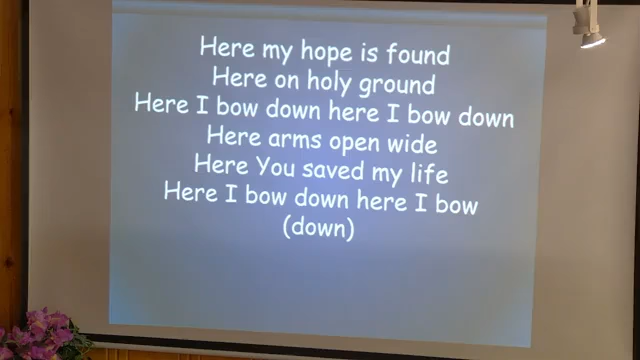 Here my hope is found
Here on holy ground
Here I bow down here I bow down
Here arms open wide
Here You saved my life
Here I bow down here I bow
(down)